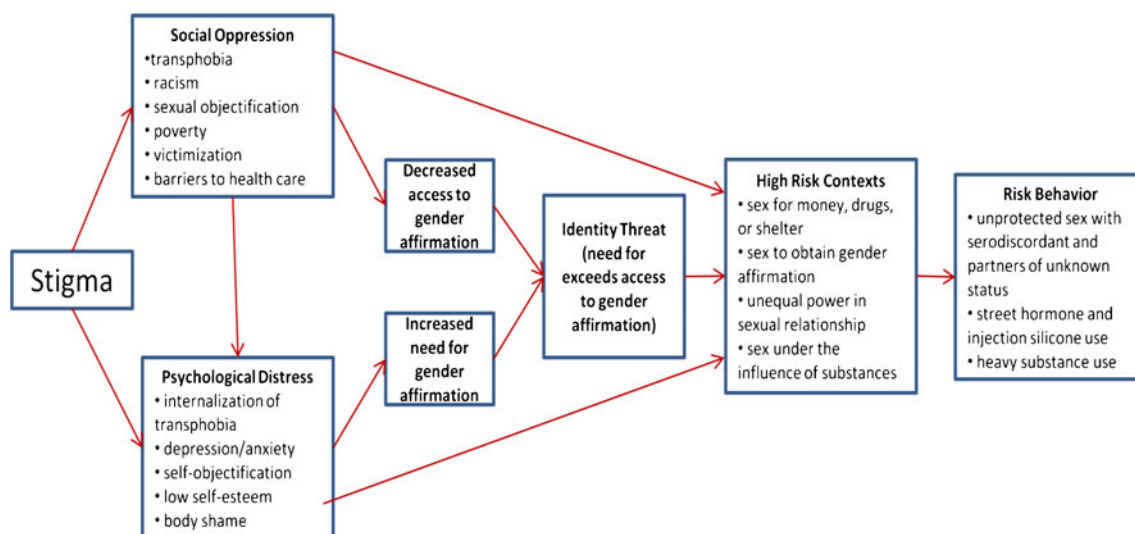 Stigma
Social Oppression
•transphobia
• racism
• sexual objectification
• poverty
• victimization
• barriers to health care
Psychological Distress
• internalization of
transphobia
• depression/anxiety
• self-objectification
• low self-esteem
• body shame
Decreased
access to
gender
affirmation
Increased
need for
gender
affirmation
Identity Threat
(need for
exceeds access
to gender
affirmation)
High Risk Contexts
• sex for money, drugs,
or shelter
• sex to obtain gender
affirmation
• unequal power in
sexual relationship
• sex under the
influence of substances
Risk Behavior
• unprotected sex with
serodiscordant and
partners of unknown
status
• street hormone and
injection silicone use
• heavy substance use